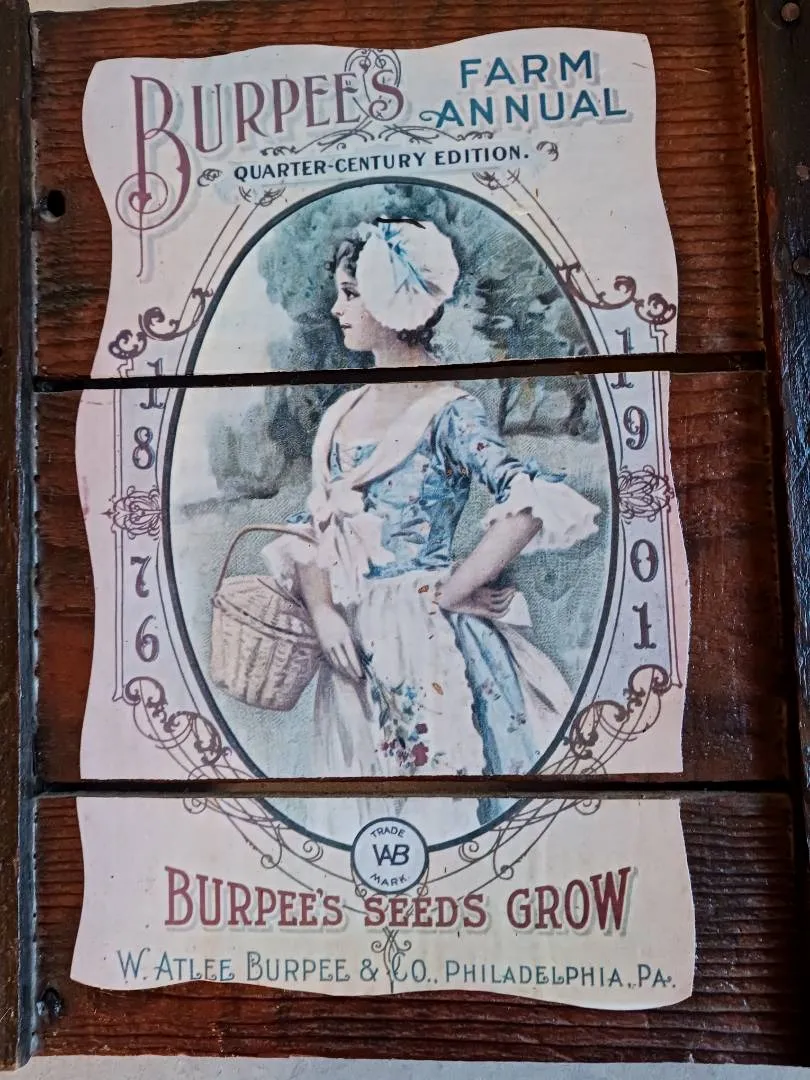 BURPEE'S FARM
ANNUAL
QUARTER-CENTURY EDITION.
1876
1901
TRADE
WAB
MARK.
BURPEE'S SEEDS GROW
W. ATLEE BURPEE & CO., PHILADELPHIA, PA.